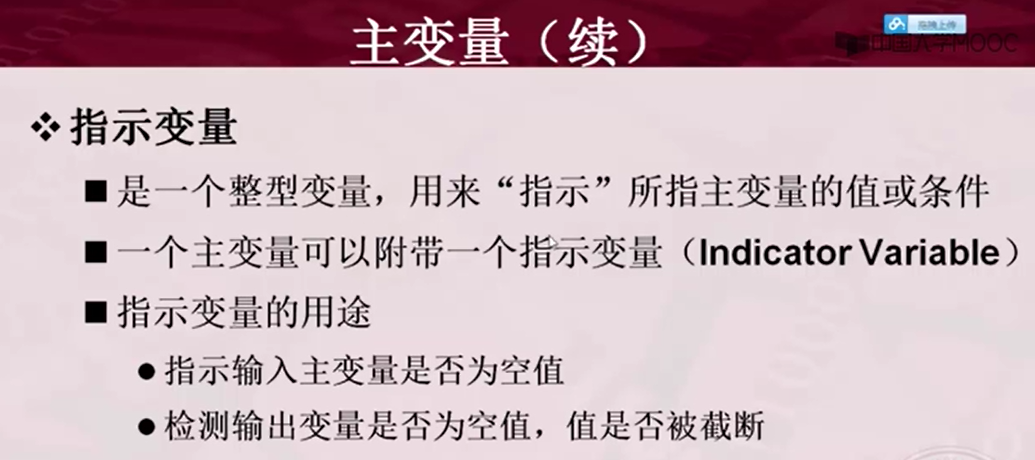 主变量（续）
拖拽上传
中国大学MOOC
指示变量
是一个整型变量，用来“指示”所指主变量的值或条件
一个主变量可以附带一个指示变量（Indicator Variable）
指示变量的用途
指示输入主变量是否为空值
检测输出变量是否为空值，值是否被截断